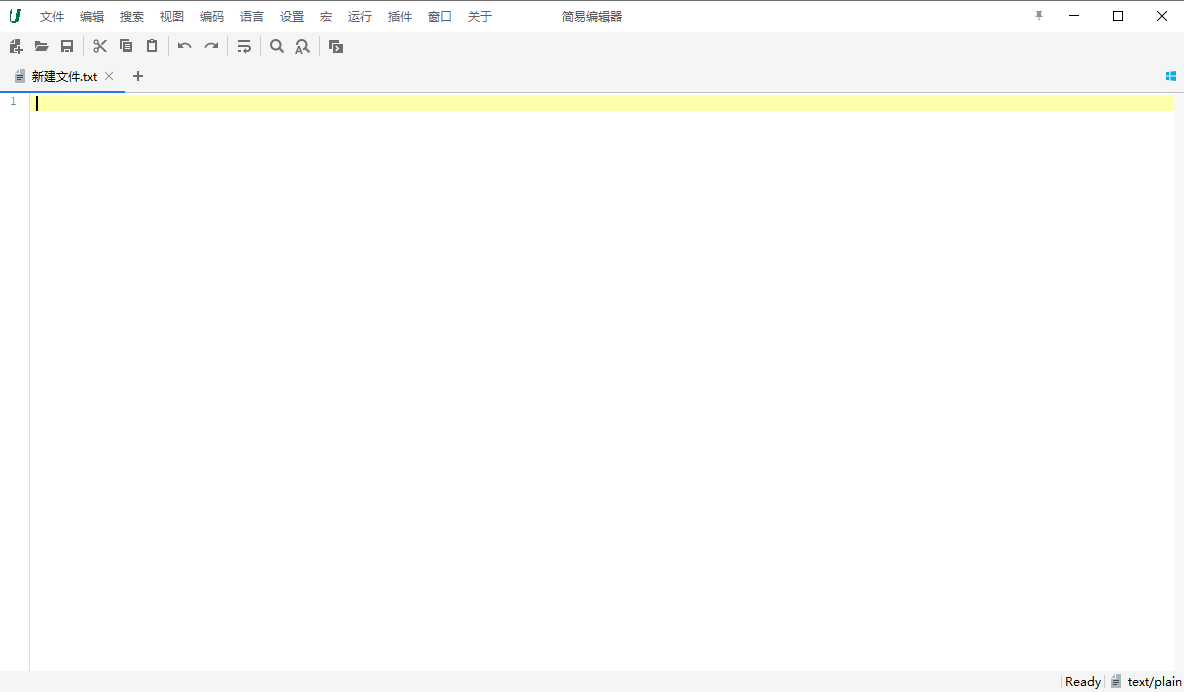 文件 编辑 搜索 视图 编码 语言 设置 宏 运行 插件 窗口 关于 简易编辑器
新建文件.txt
1
Ready text/plain